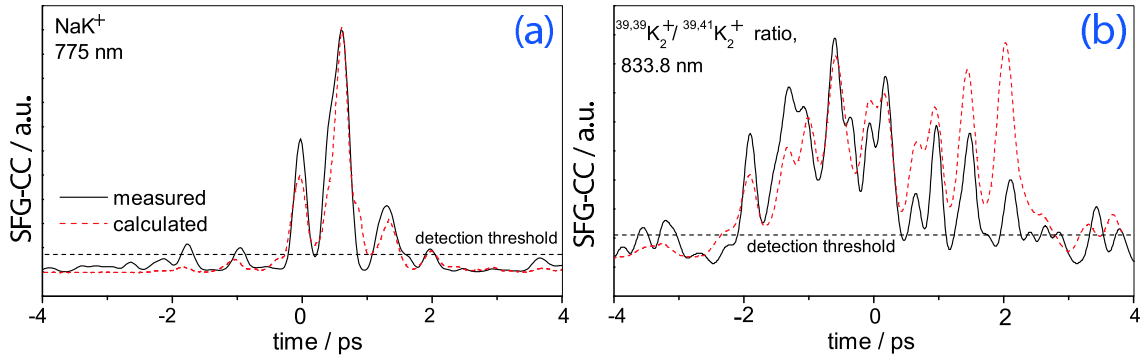 NaK+
775 nm
(a)
SFG-CC / a.u.
measured
calculated
detection threshold
-4 -2 0 2 4
time / ps
39,39K2+/ 39,41K2+ ratio,
833.8 nm
(b)
SFG-CC / a.u.
detection threshold
-4 -2 0 2 4
time / ps